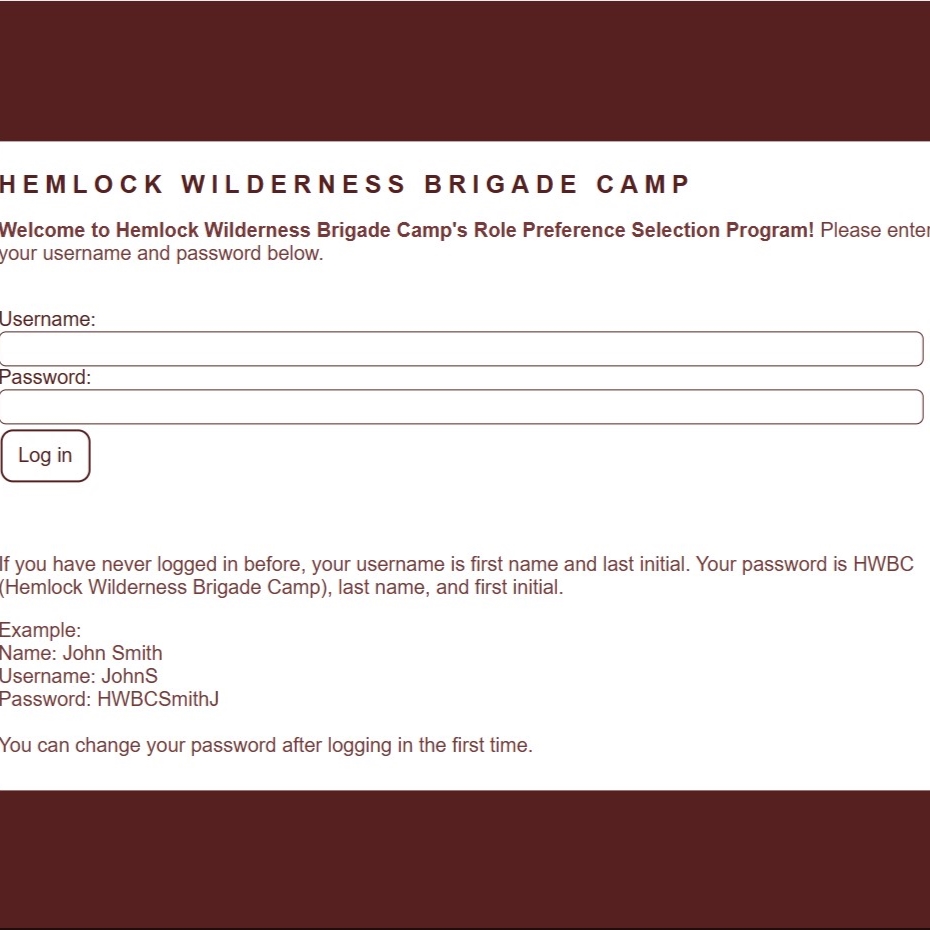 HEMLOCK WILDERNESS BRIGADE CAMP
Welcome to Hemlock Wilderness Brigade Camp's Role Preference Selection Program! Please enter
your username and password below.
Username:
Password:
Log in
If you have never logged in before, your username is first name and last initial. Your password is HWBC
(Hemlock Wilderness Brigade Camp), last name, and first initial.
Example:
Name: John Smith
Username: JohnS
Password: HWBCSmithJ
You can change your password after logging in the first time.